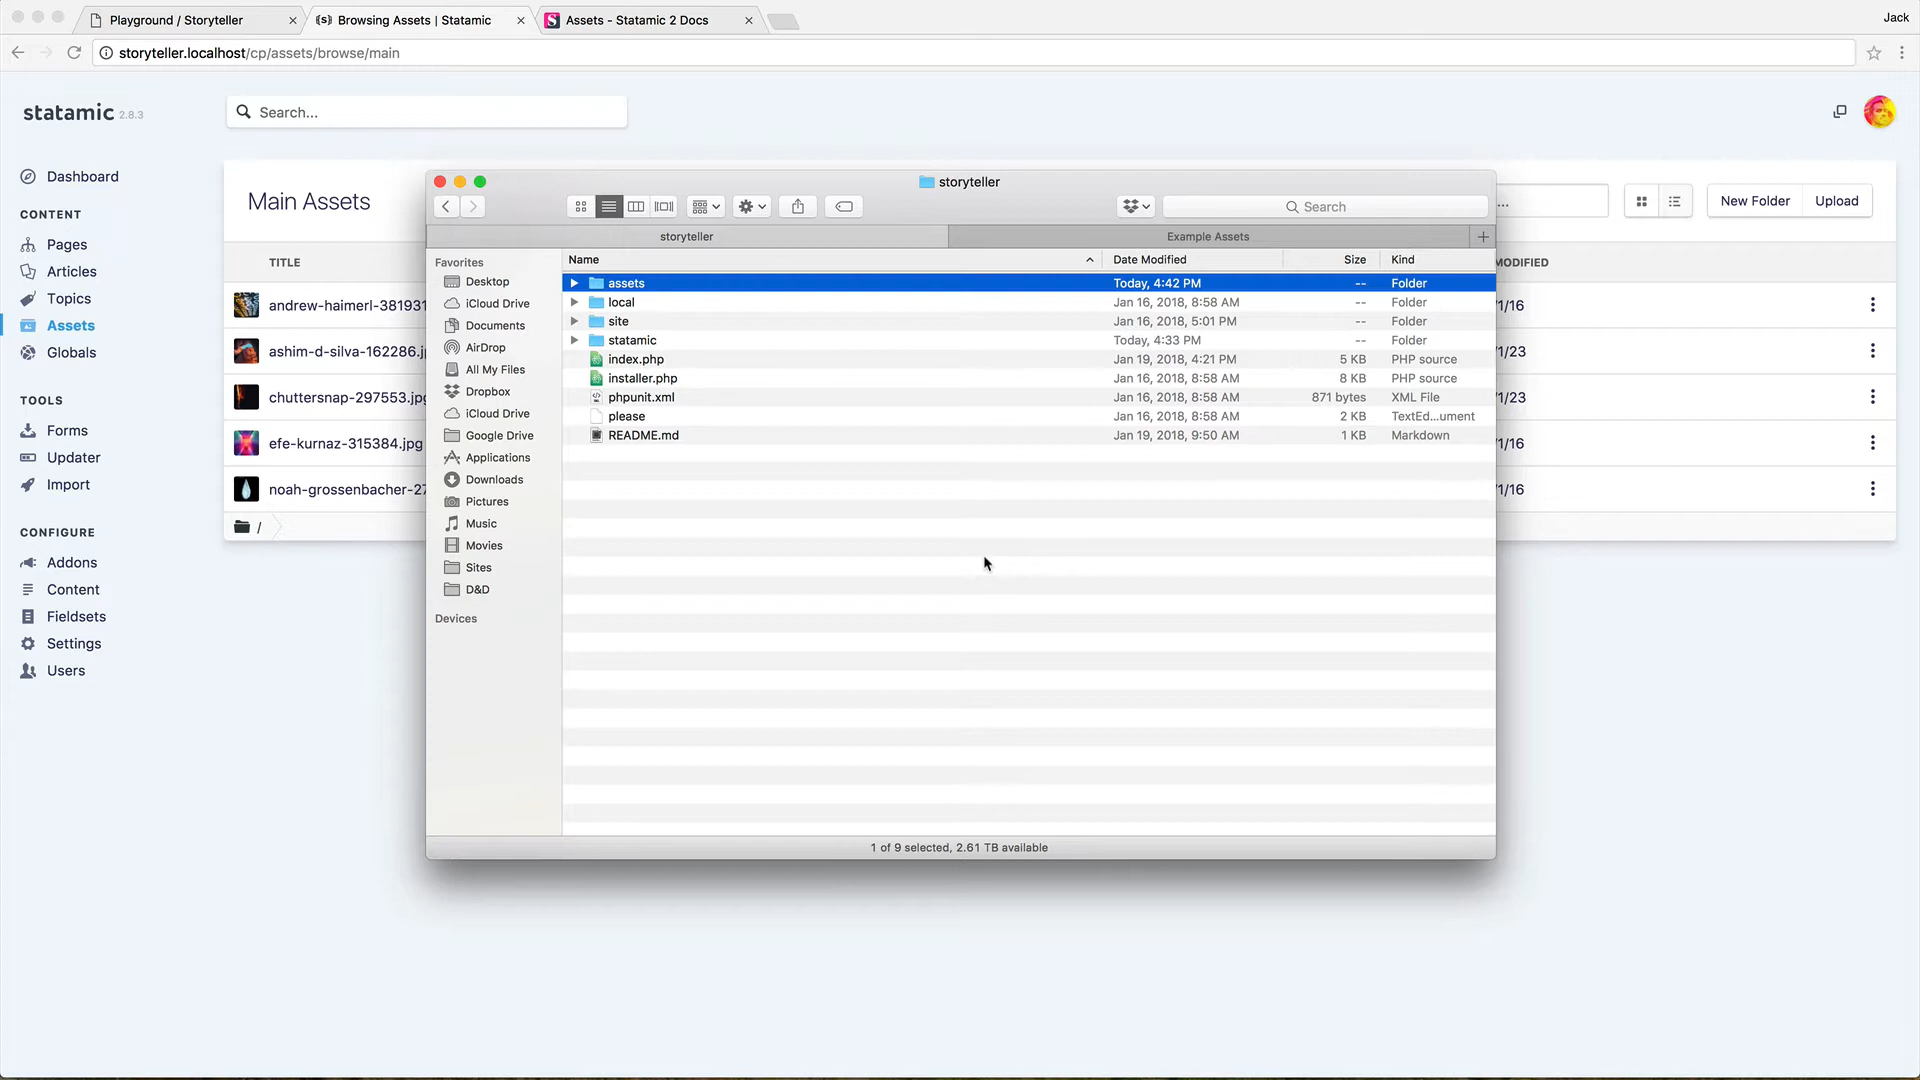 Playground / Storyteller
{s} Browsing Assets | Statamic
Assets - Statamic 2 Docs
Jack
storyteller.localhost/cp/assets/browse/main
statamic 2.8.3
Search...
Dashboard
CONTENT
Pages
Articles
Topics
Assets
Globals
TOOLS
Forms
Updater
Import
CONFIGURE
Addons
Content
Fieldsets
Settings
Users
Main Assets
...
New Folder
Upload
TITLE
MODIFIED
andrew-haimerl-381931
1/16
ashim-d-silva-162286.j
1/23
chuttersnap-297553.jpg
1/23
efe-kurnaz-315384.jpg
1/16
noah-grossenbacher-27
1/16
/
storyteller
Search
storyteller
Example Assets
Favorites
Desktop
iCloud Drive
Documents
AirDrop
All My Files
Dropbox
iCloud Drive
Google Drive
Applications
Downloads
Pictures
Music
Movies
Sites
D&D
Devices
Name Date Modified Size Kind
assets Today, 4:42 PM -- Folder
local Jan 16, 2018, 8:58 AM -- Folder
site Jan 16, 2018, 5:01 PM -- Folder
statamic Today, 4:33 PM -- Folder
index.php Jan 19, 2018, 4:21 PM 5 KB PHP source
installer.php Jan 16, 2018, 8:58 AM 8 KB PHP source
phpunit.xml Jan 16, 2018, 8:58 AM 871 bytes XML File
please Jan 16, 2018, 8:58 AM 2 KB TextEd...ument
README.md Jan 19, 2018, 9:50 AM 1 KB Markdown
1 of 9 selected, 2.61 TB available